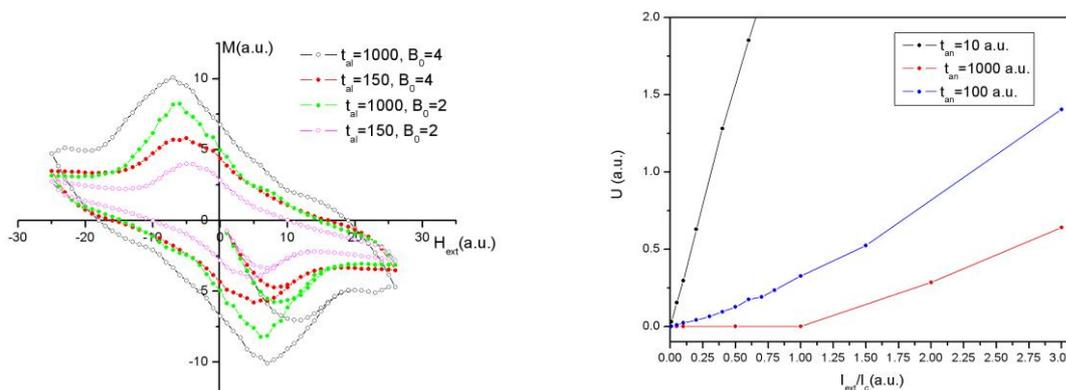 M(a.u.)
t_al=1000, B_0=4
t_al=150, B_0=4
t_al=1000, B_0=2
t_al=150, B_0=2
10
5
0
-5
-10
-30
-20
-10
0
10
20
30
H_ext(a.u.)
2.0
1.5
1.0
0.5
0.0
U (a.u.)
t_an=10 a.u.
t_an=1000 a.u.
t_an=100 a.u.
0.00 0.25 0.50 0.75 1.00 1.25 1.50 1.75 2.00 2.25 2.50 2.75 3.00
I_ext/I_c(a.u.)